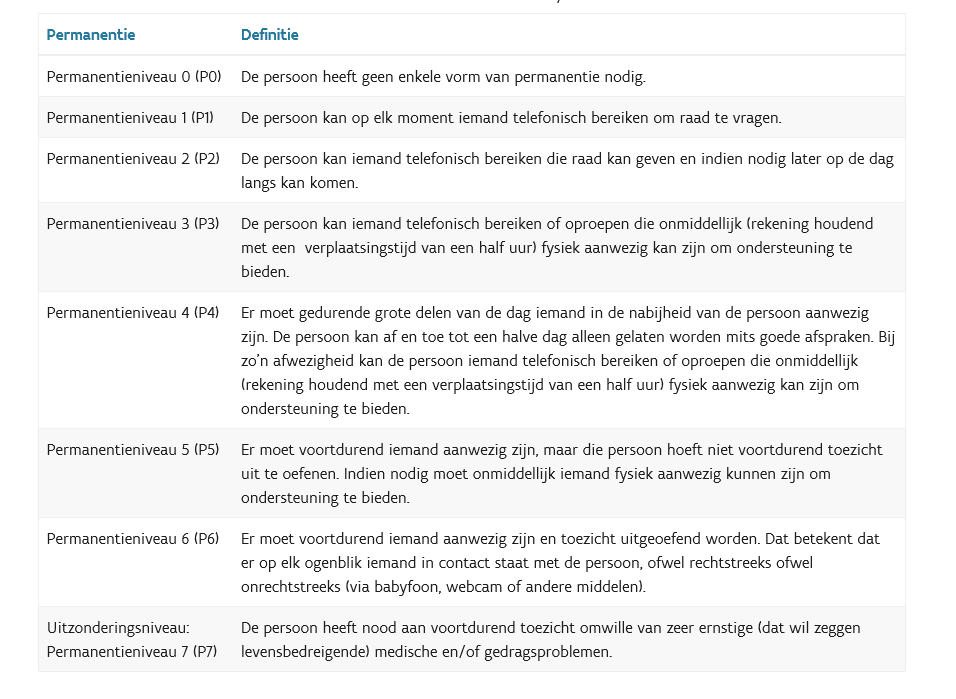 Permanentie Definitie
Permanentieniveau 0 (P0) De persoon heeft geen enkele vorm van permanentie nodig.
Permanentieniveau 1 (P1) De persoon kan op elk moment iemand telefonisch bereiken om raad te vragen.
Permanentieniveau 2 (P2) De persoon kan iemand telefonisch bereiken die raad kan geven en indien nodig later op de dag
langs kan komen.
Permanentieniveau 3 (P3) De persoon kan iemand telefonisch bereiken of oproepen die onmiddellijk (rekening houdend
met een verplaatsingstijd van een half uur) fysiek aanwezig kan zijn om ondersteuning te
bieden.
Permanentieniveau 4 (P4) Er moet gedurende grote delen van de dag iemand in de nabijheid van de persoon aanwezig
zijn. De persoon kan af en toe tot een halve dag alleen gelaten worden mits goede afspraken. Bij
zo'n afwezigheid kan de persoon iemand telefonisch bereiken of oproepen die onmiddellijk
(rekening houdend met een verplaatsingstijd van een half uur) fysiek aanwezig kan zijn om
ondersteuning te bieden.
Permanentieniveau 5 (P5) Er moet voortdurend iemand aanwezig zijn, maar die persoon hoeft niet voortdurend toezicht
uit te oefenen. Indien nodig moet onmiddellijk iemand fysiek aanwezig kunnen zijn om
ondersteuning te bieden.
Permanentieniveau 6 (P6) Er moet voortdurend iemand aanwezig zijn en toezicht uitgeoefend worden. Dat betekent dat
er op elk ogenblik iemand in contact staat met de persoon, ofwel rechtstreeks ofwel
onrechtstreeks (via babyfoon, webcam of andere middelen).
Uitzonderingsniveau: De persoon heeft nood aan voortdurend toezicht omwille van zeer ernstige (dat wil zeggen
Permanentieniveau 7 (P7) levensbedreigende) medische en/of gedragsproblemen.